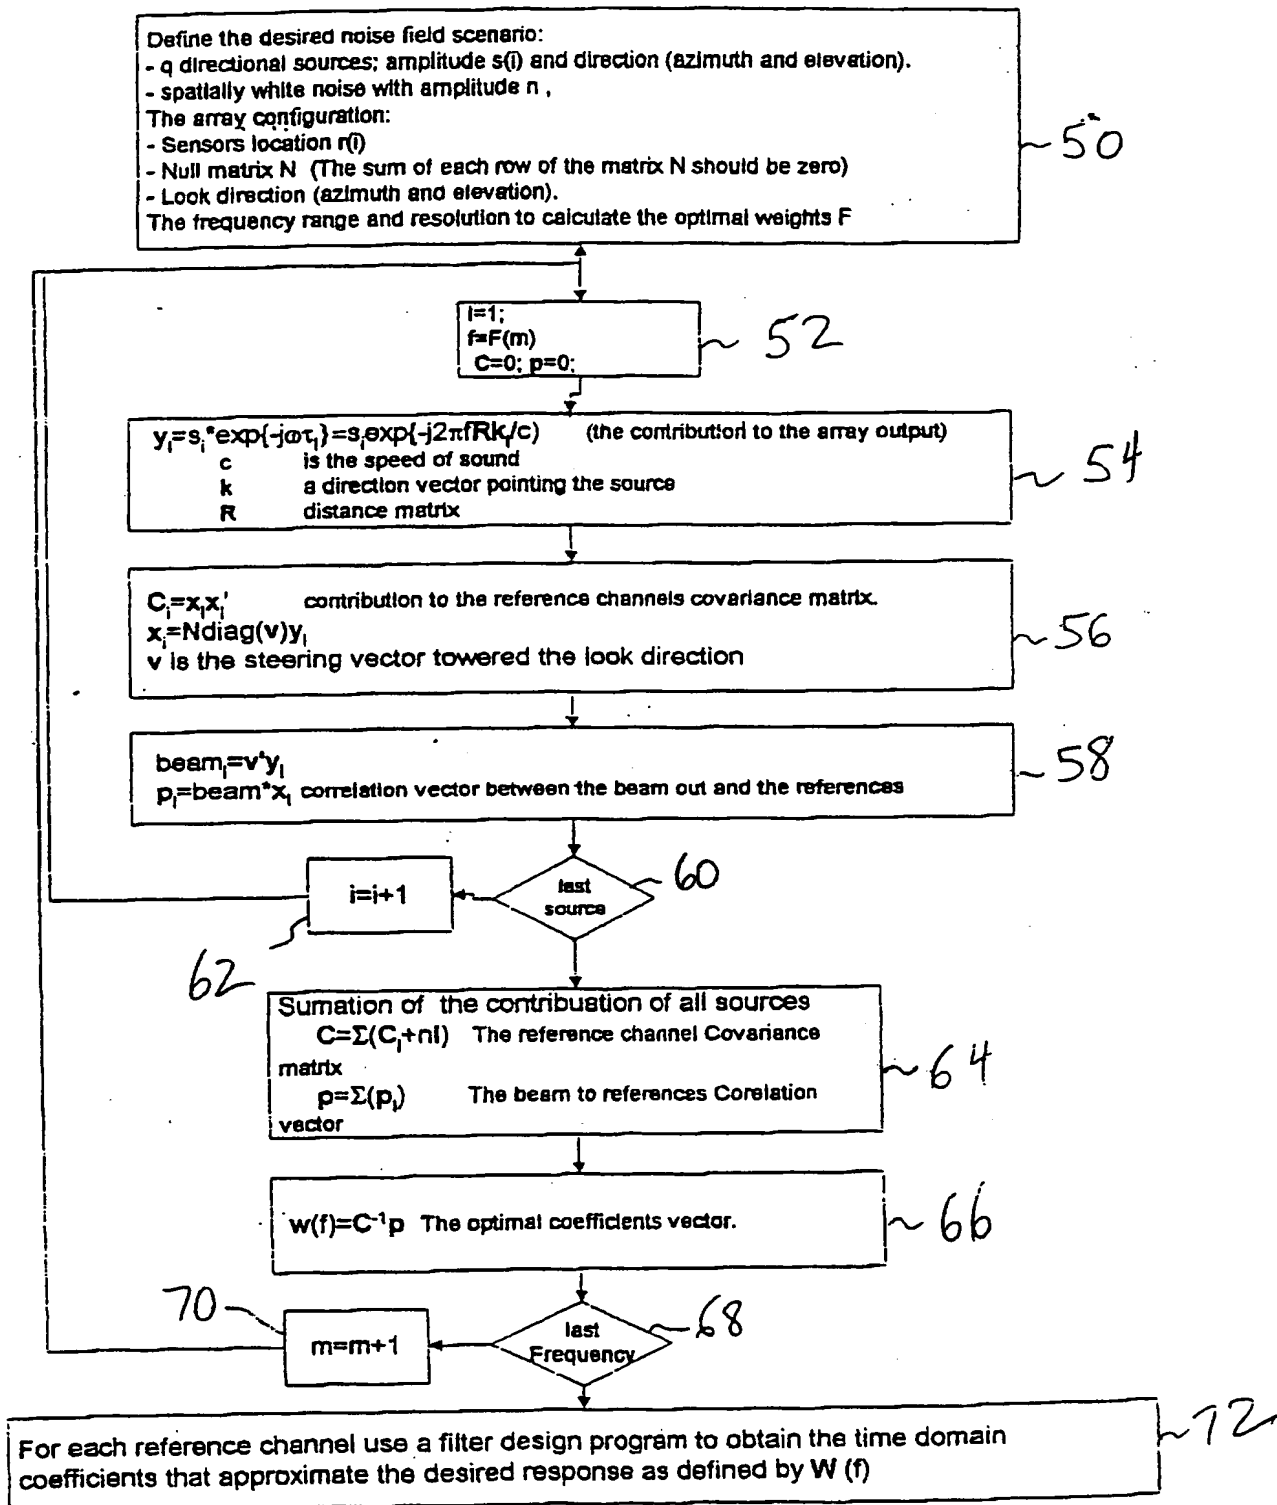 Define the desired noise field scenario:
- q directional sources; amplitude s(i) and direction (azimuth and elevation).
- spatially white noise with amplitude n ,
The array configuration:
- Sensors location r(i)
- Null matrix N (The sum of each row of the matrix N should be zero)
- Look direction (azimuth and elevation).
The frequency range and resolution to calculate the optimal weights F
50
i=1;
f=F(m)
C=0; p=0;
52
yᵢ=sᵢ*exp{-jωτᵢ}=sᵢexp{-j2πfRkᵢ/c) (the contribution to the array output)
c is the speed of sound
k a direction vector pointing the source
R distance matrix
54
Cᵢ=xᵢxᵢ' contribution to the reference channels covariance matrix.
xᵢ=Ndiag(v)yᵢ
v is the steering vector towered the look direction
56
beamᵢ=v'yᵢ
pᵢ=beam*xᵢ correlation vector between the beam out and the references
58
last
source
60
i=i+1
62
Sumation of the contribuation of all sources
C=Σ(Cᵢ+nI) The reference channel Covariance
matrix
p=Σ(pᵢ) The beam to references Corelation
vector
64
w(f)=C⁻¹p The optimal coefficients vector.
66
last
Frequency
68
m=m+1
70
For each reference channel use a filter design program to obtain the time domain
coefficients that approximate the desired response as defined by W (f)
72